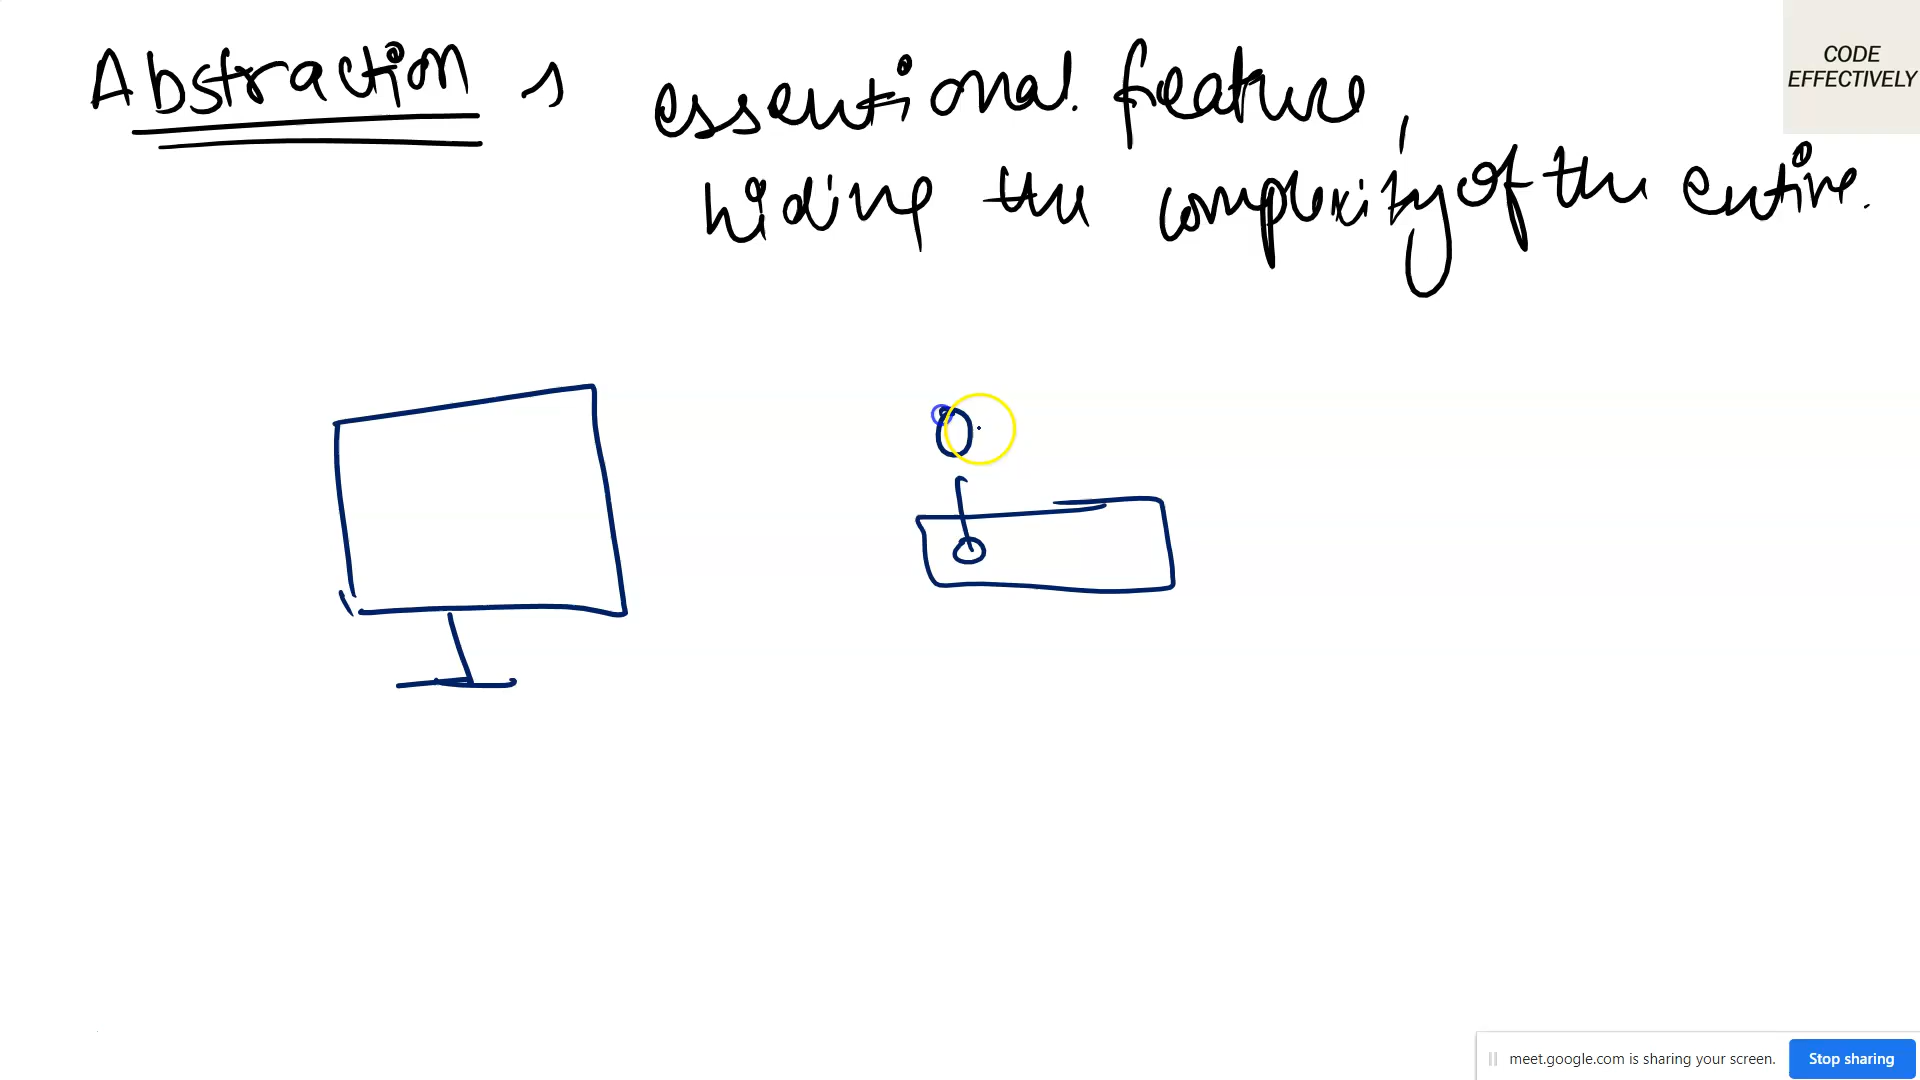 Abstraction essential feature,
CODE
EFFECTIVELY
hiding the complexity of the entire.
meet.google.com is sharing your screen.
Stop sharing